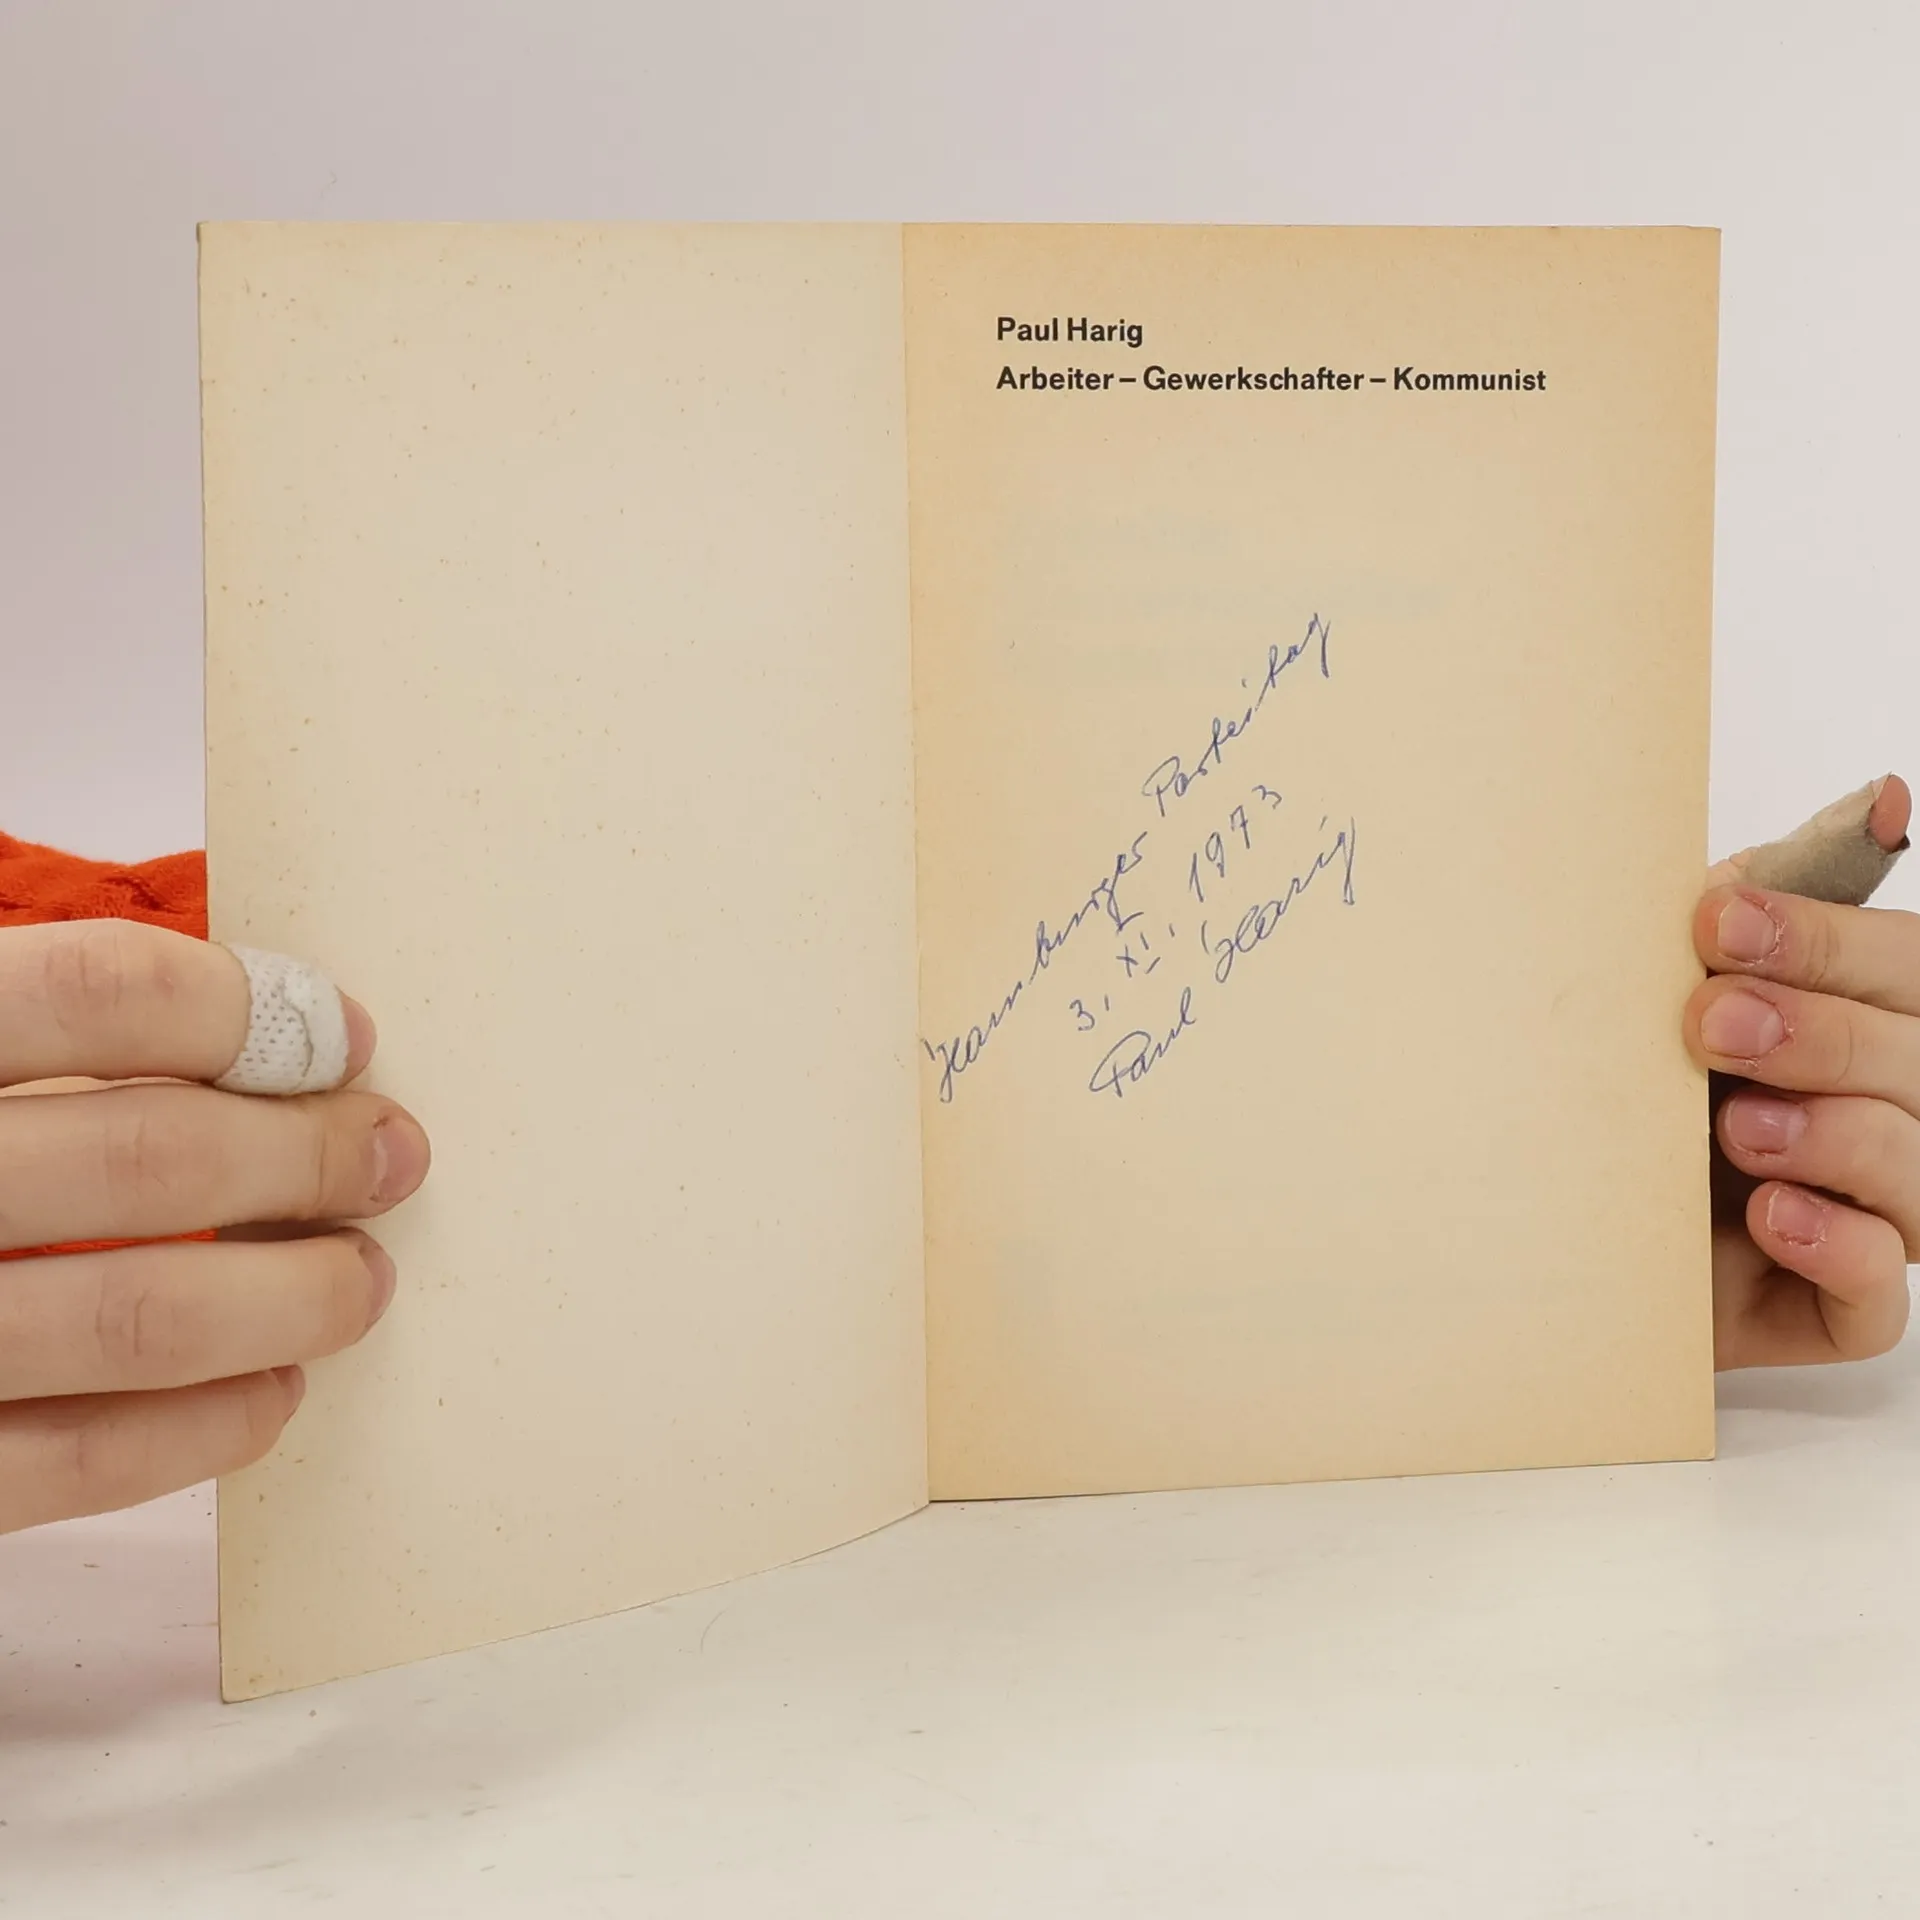 Paul Harig
Arbeiter – Gewerkschafter – Kommunist
Hamburger Parteitag
3. XI. 1973
Paul Harig